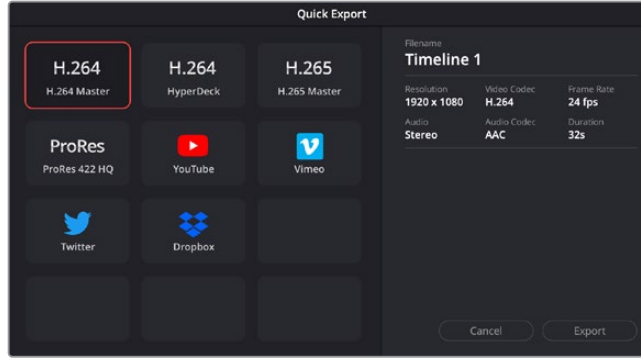 Quick Export
H.264
H.264 Master
H.264
HyperDeck
H.265
H.265 Master
ProRes
ProRes 422 HQ
YouTube
Vimeo
Twitter
Dropbox
Filename
Timeline 1
Resolution
1920 x 1080
Video Codec
H.264
Frame Rate
24 fps
Audio
Stereo
Audio Codec
AAC
Duration
32s
Cancel
Export